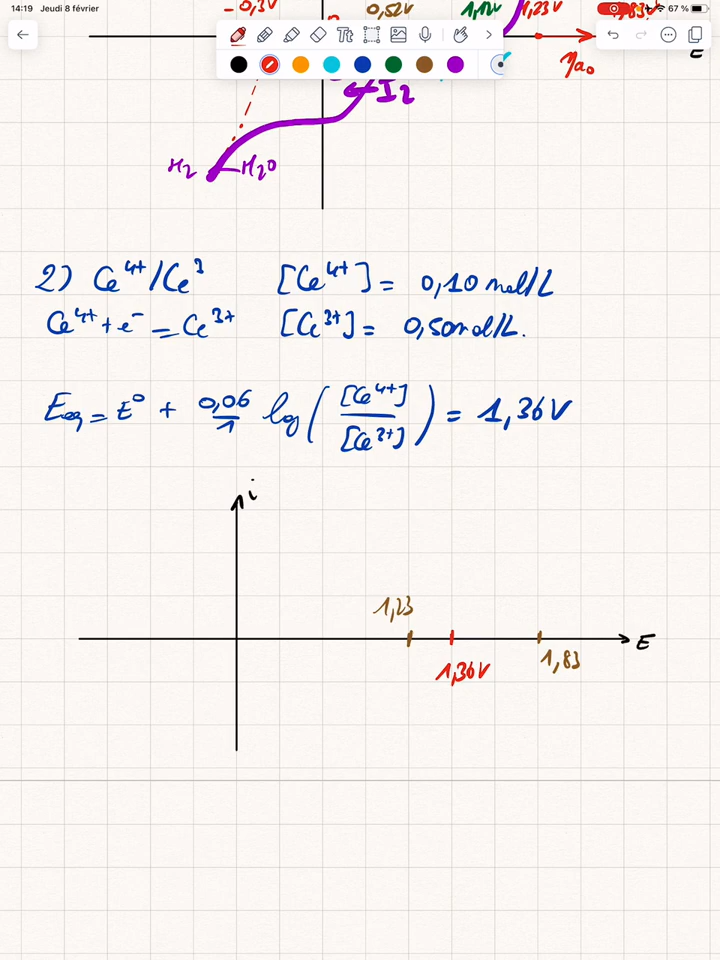 14:19 Jeudi 8 février 67 %
- 0,3V 0,52V 1,23V 1,83V
E
ηa₀
I₂
H₂ H₂O
2) Ce⁴⁺/Ce³ [Ce⁴⁺] = 0,10 mol/L
Ce⁴⁺ + e⁻ = Ce³⁺ [Ce³⁺] = 0,50 mol/L.
Eeq = E⁰ + 0,06/1 log([Ce⁴⁺]/[Ce³⁺]) = 1,36V
i
1,23
E
1,36V 1,83